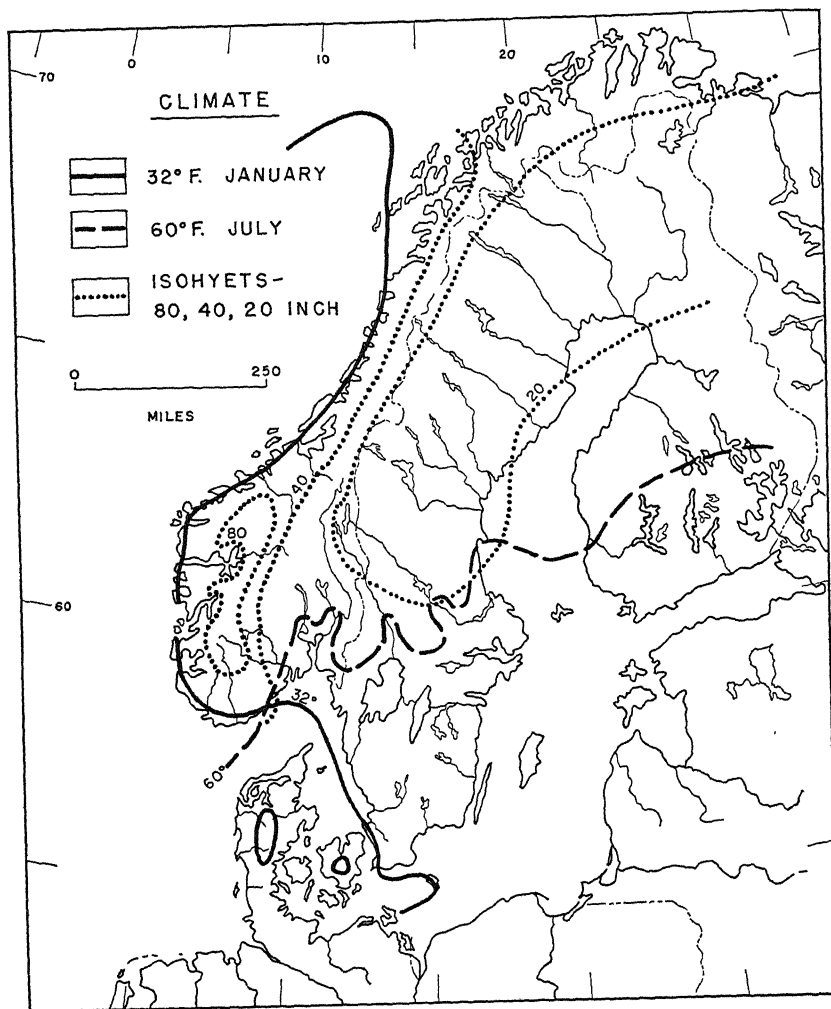 0
10
20
70
CLIMATE
32° F. JANUARY
60° F. JULY
ISOHYETS-
80, 40, 20 INCH
0 250
MILES
20
40
80
60
32°
60°